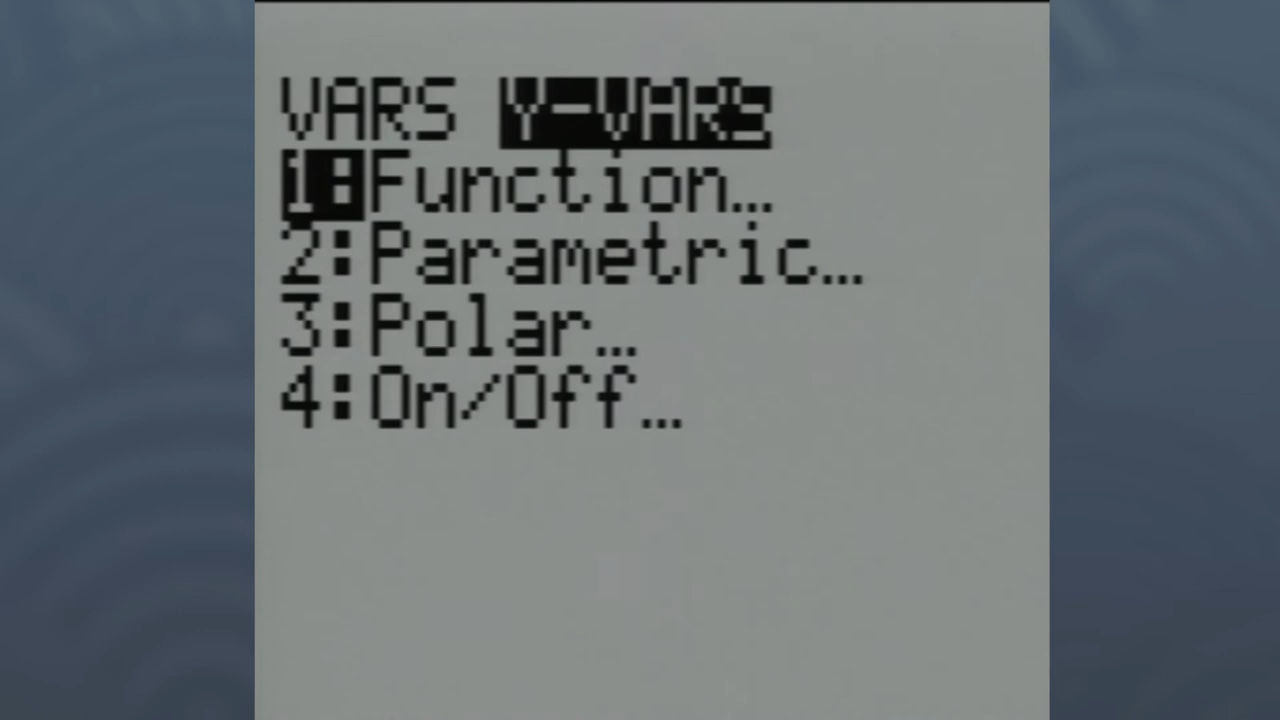 VARS Y-VARS
1:Function…
2:Parametric…
3:Polar…
4:On/Off…